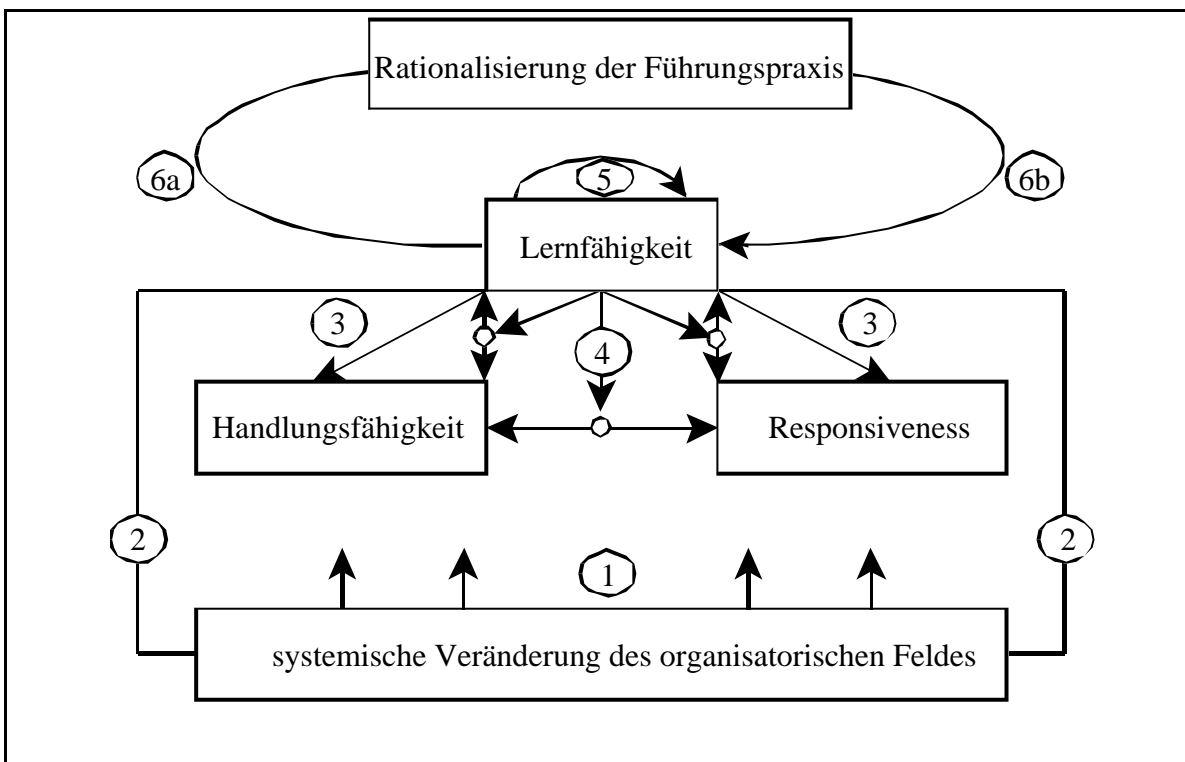 Rationalisierung der Führungspraxis
6a
5
6b
Lernfähigkeit
3
3
4
Handlungsfähigkeit
Responsiveness
2
2
1
systemische Veränderung des organisatorischen Feldes